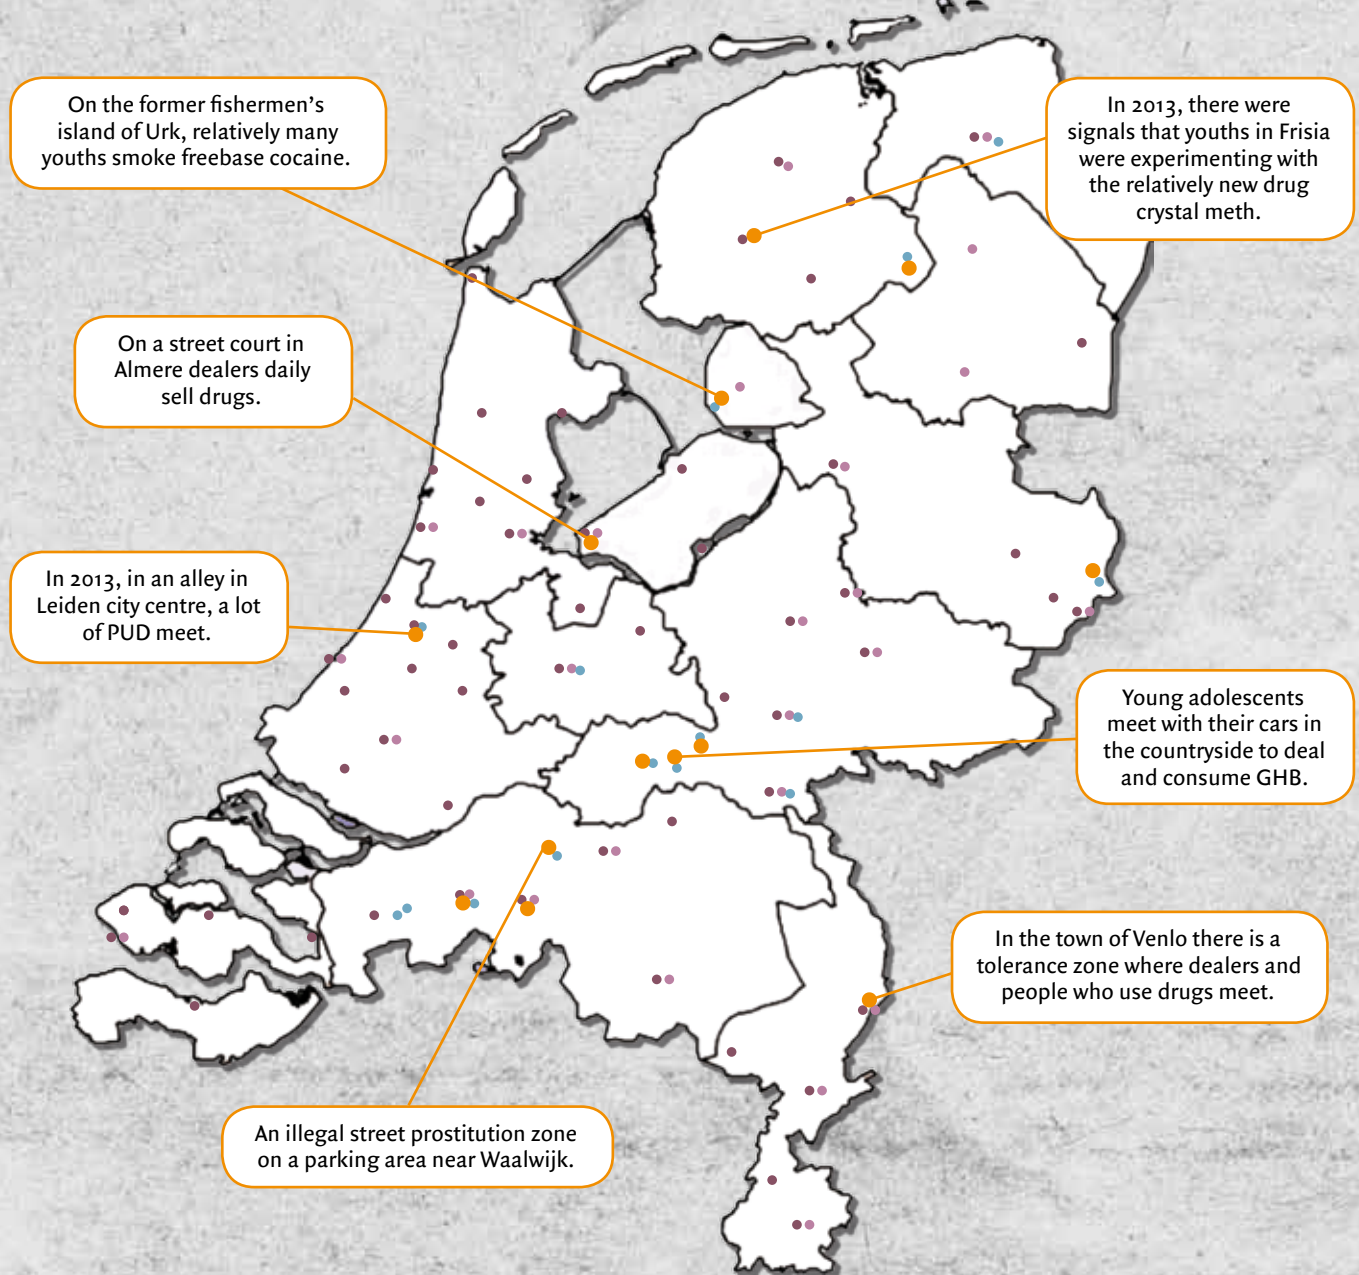 On the former fishermen's
island of Urk, relatively many
youths smoke freebase cocaine.
In 2013, there were
signals that youths in Frisia
were experimenting with
the relatively new drug
crystal meth.
On a street court in
Almere dealers daily
sell drugs.
In 2013, in an alley in
Leiden city centre, a lot
of PUD meet.
Young adolescents
meet with their cars in
the countryside to deal
and consume GHB.
In the town of Venlo there is a
tolerance zone where dealers and
people who use drugs meet.
An illegal street prostitution zone
on a parking area near Waalwijk.